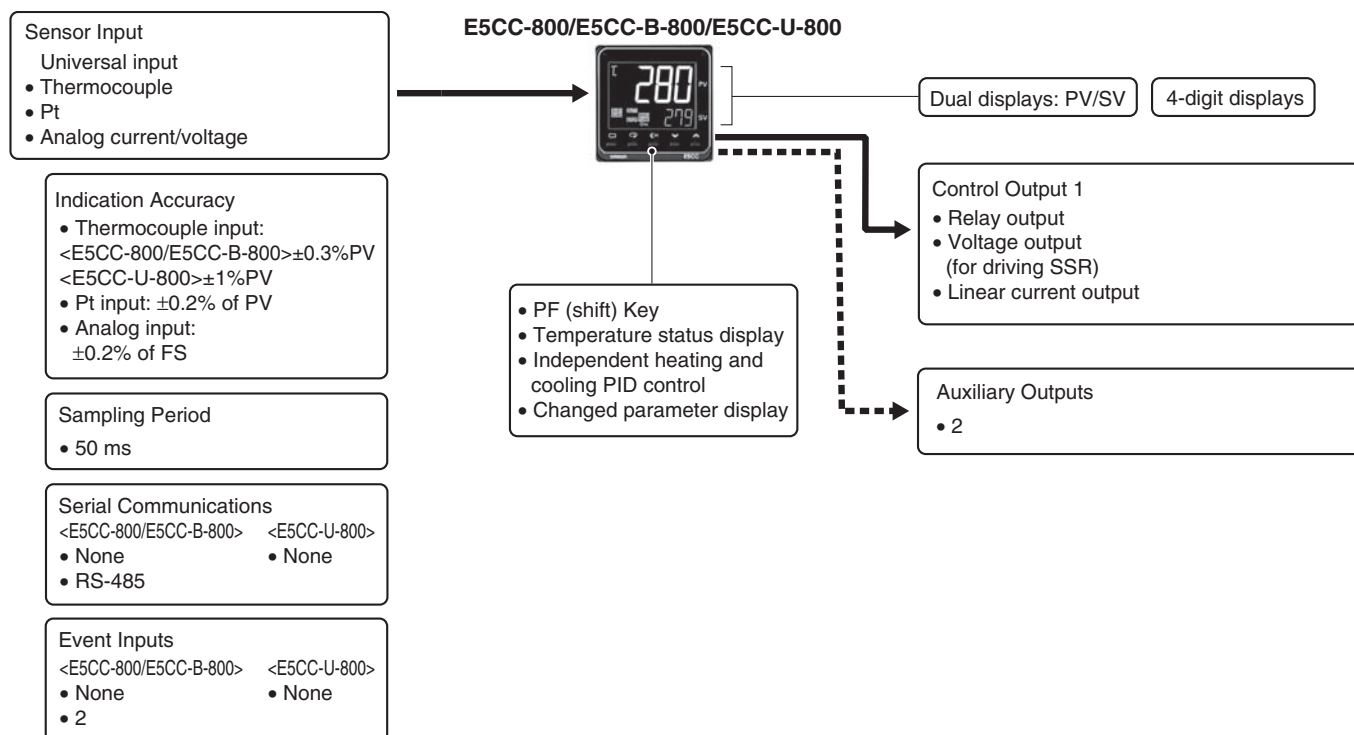 E5CC-800/E5CC-B-800/E5CC-U-800
Sensor Input
Universal input
• Thermocouple
• Pt
• Analog current/voltage
Indication Accuracy
• Thermocouple input:
<E5CC-800/E5CC-B-800>±0.3%PV
<E5CC-U-800>±1%PV
• Pt input: ±0.2% of PV
• Analog input:
±0.2% of FS
Sampling Period
• 50 ms
Serial Communications
<E5CC-800/E5CC-B-800> <E5CC-U-800>
• None • None
• RS-485
Event Inputs
<E5CC-800/E5CC-B-800> <E5CC-U-800>
• None • None
• 2
280 PV
279 SV
E5CC
• PF (shift) Key
• Temperature status display
• Independent heating and
cooling PID control
• Changed parameter display
Dual displays: PV/SV
4-digit displays
Control Output 1
• Relay output
• Voltage output
(for driving SSR)
• Linear current output
Auxiliary Outputs
• 2